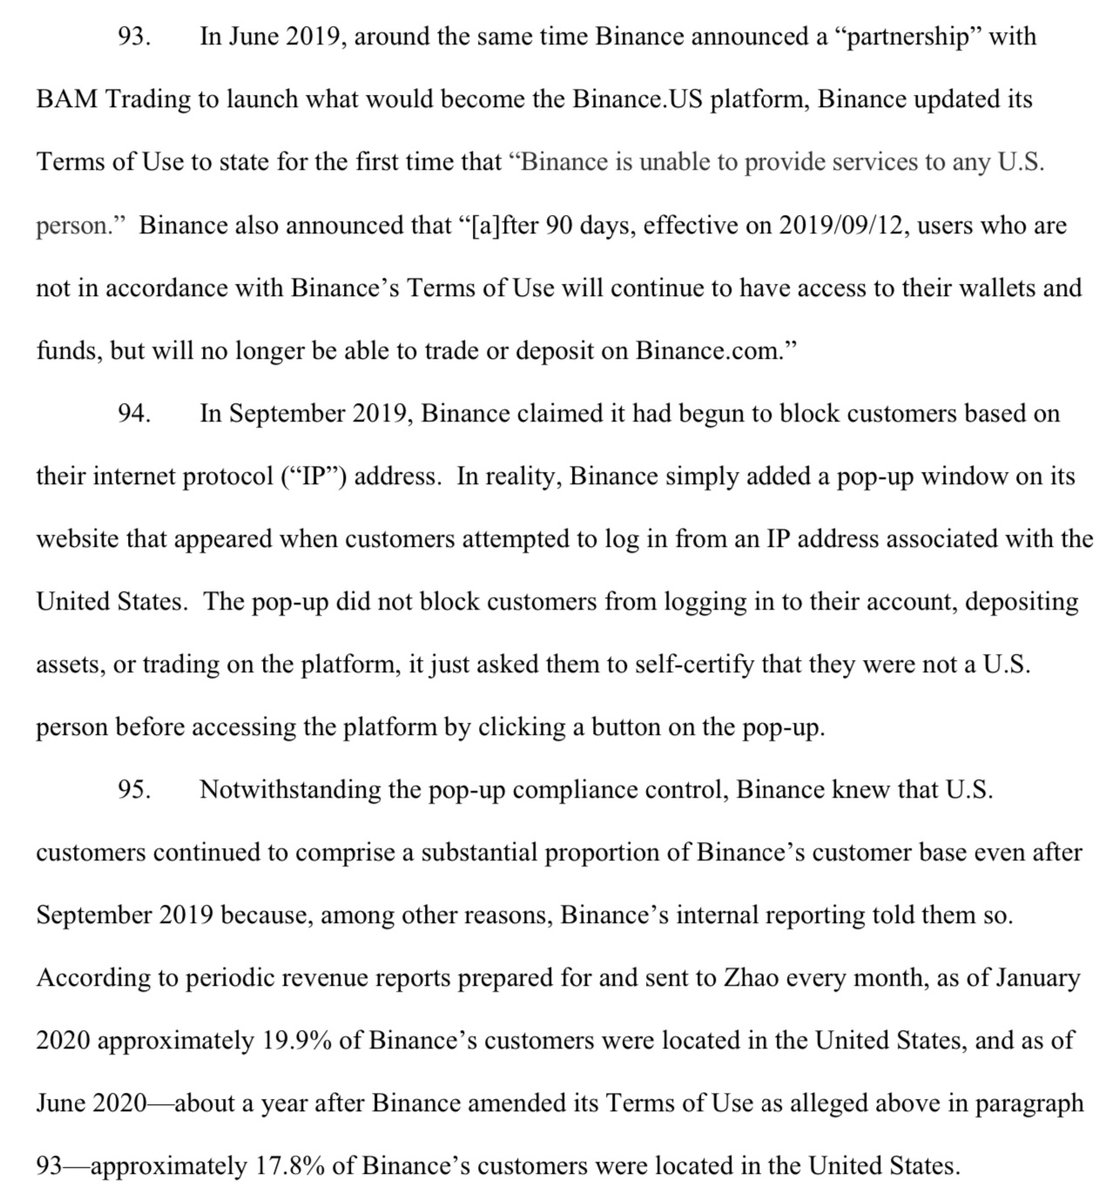 93. In June 2019, around the same time Binance announced a “partnership” with
BAM Trading to launch what would become the Binance.US platform, Binance updated its
Terms of Use to state for the first time that “Binance is unable to provide services to any U.S.
person.” Binance also announced that “[a]fter 90 days, effective on 2019/09/12, users who are
not in accordance with Binance’s Terms of Use will continue to have access to their wallets and
funds, but will no longer be able to trade or deposit on Binance.com.”
94. In September 2019, Binance claimed it had begun to block customers based on
their internet protocol (“IP”) address. In reality, Binance simply added a pop-up window on its
website that appeared when customers attempted to log in from an IP address associated with the
United States. The pop-up did not block customers from logging in to their account, depositing
assets, or trading on the platform, it just asked them to self-certify that they were not a U.S.
person before accessing the platform by clicking a button on the pop-up.
95. Notwithstanding the pop-up compliance control, Binance knew that U.S.
customers continued to comprise a substantial proportion of Binance’s customer base even after
September 2019 because, among other reasons, Binance’s internal reporting told them so.
According to periodic revenue reports prepared for and sent to Zhao every month, as of January
2020 approximately 19.9% of Binance’s customers were located in the United States, and as of
June 2020—about a year after Binance amended its Terms of Use as alleged above in paragraph
93—approximately 17.8% of Binance’s customers were located in the United States.